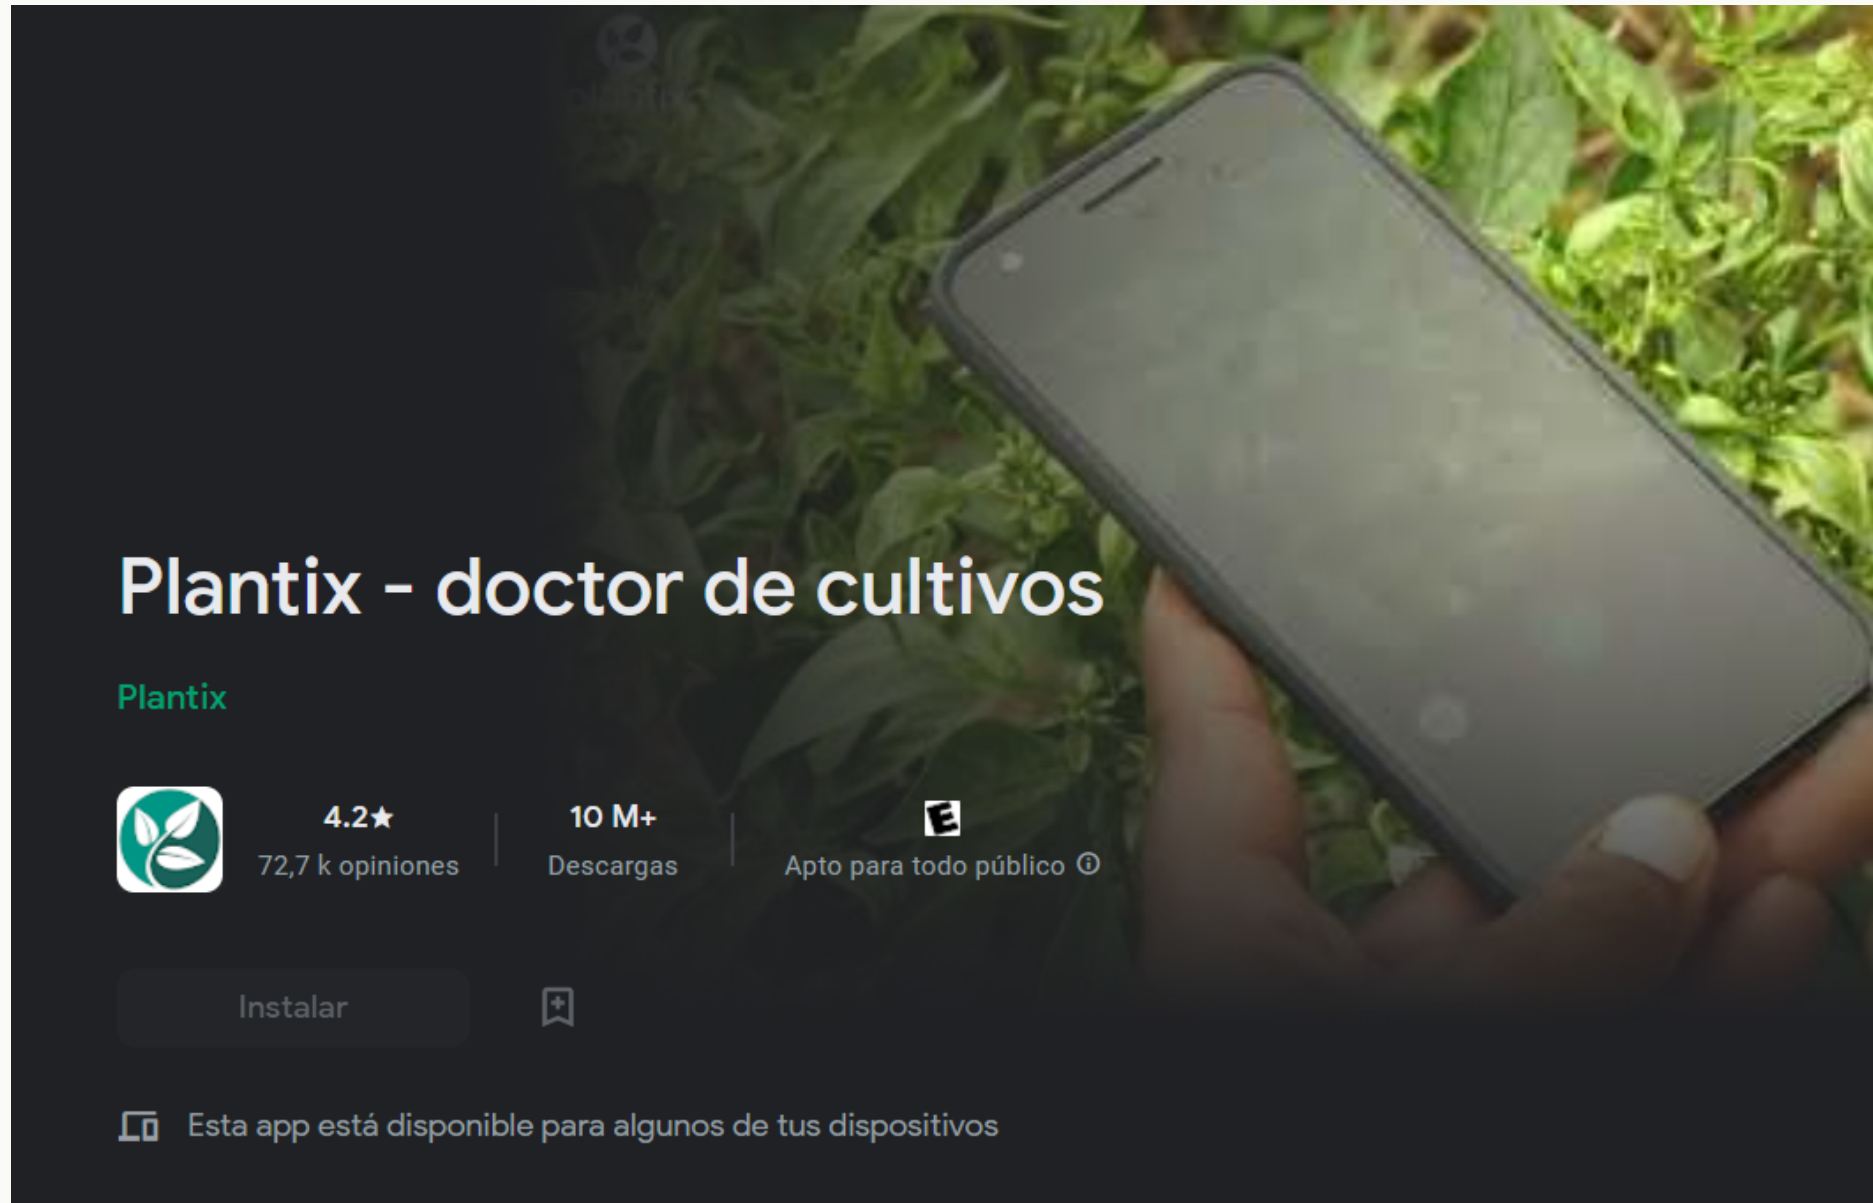 plantix
Plantix - doctor de cultivos
Plantix
4.2★
72,7 k opiniones
10 M+
Descargas
E
Apto para todo público
Instalar
Esta app está disponible para algunos de tus dispositivos